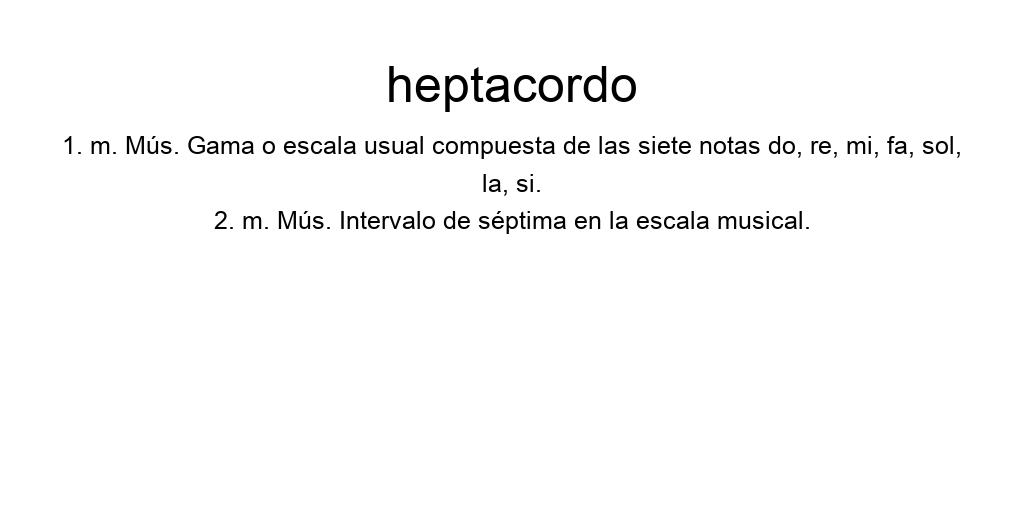 heptacordo
1. m. Mús. Gama o escala usual compuesta de las siete notas do, re, mi, fa, sol,
la, si.
2. m. Mús. Intervalo de séptima en la escala musical.